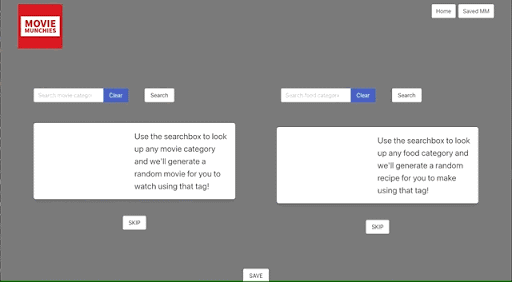 MOVIE
MUNCHIES
Home
Saved MM
Search movie categor
Clear
Search
Search food category
Clear
Search
Use the searchbox to look
up any movie category
and we'll generate a
random movie for you to
watch using that tag!
Use the searchbox to look
up any food category and
we'll generate a random
recipe for you to make
using that tag!
SKIP
SKIP
SAVE